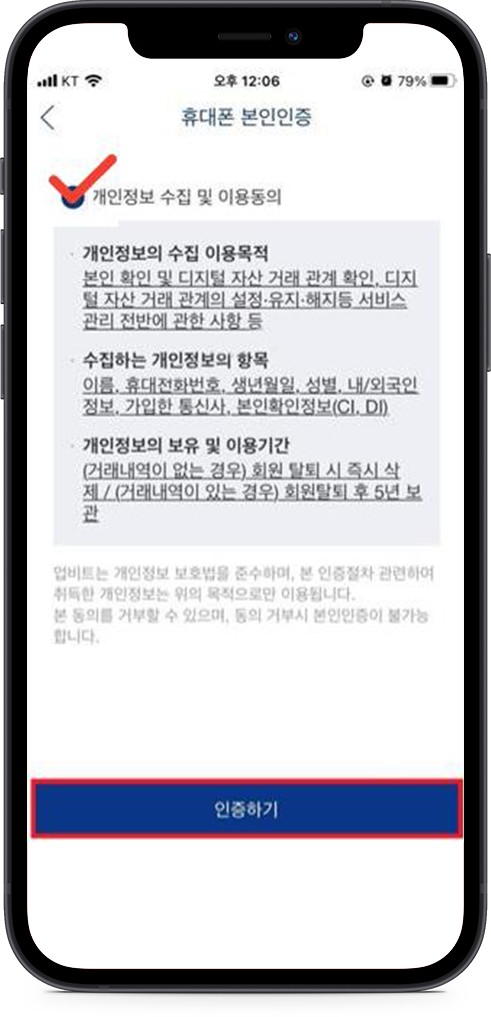 KT 오후 12:06 79%
휴대폰 본인인증
개인정보 수집 및 이용동의
· 개인정보의 수집 이용목적
본인 확인 및 디지털 자산 거래 관계 확인, 디지
털 자산 거래 관계의 설정·유지·해지등 서비스
관리 전반에 관한 사항 등
· 수집하는 개인정보의 항목
이름, 휴대전화번호, 생년월일, 성별, 내/외국인
정보, 가입한 통신사, 본인확인정보(CI, DI)
· 개인정보의 보유 및 이용기간
(거래내역이 없는 경우) 회원 탈퇴 시 즉시 삭
제 / (거래내역이 있는 경우) 회원탈퇴 후 5년 보
관
업비트는 개인정보 보호법을 준수하며, 본 인증절차 관련하여
취득한 개인정보는 위의 목적으로만 이용됩니다.
본 동의를 거부할 수 있으며, 동의 거부시 본인인증이 불가능
합니다.
인증하기